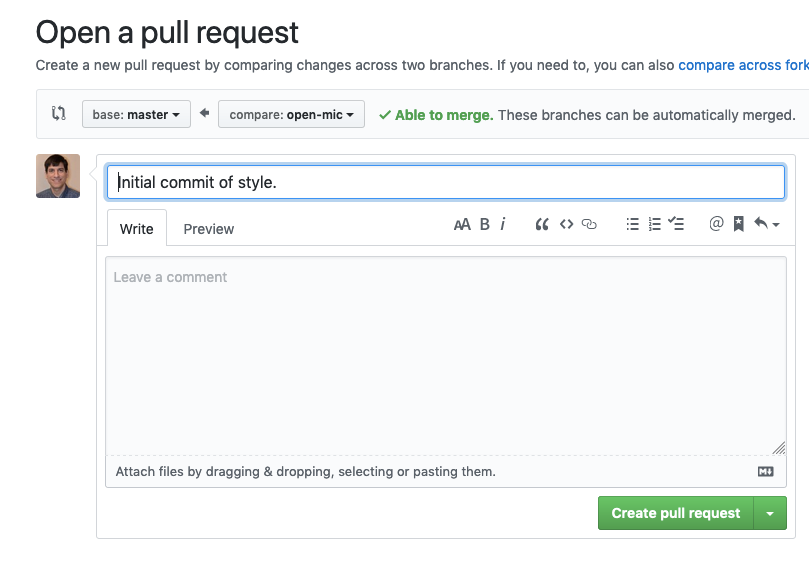 Open a pull request
Create a new pull request by comparing changes across two branches. If you need to, you can also compare across fork
base: master compare: open-mic Able to merge. These branches can be automatically merged.
Initial commit of style.
Write Preview AA B i @
Leave a comment
Attach files by dragging & dropping, selecting or pasting them.
Create pull request